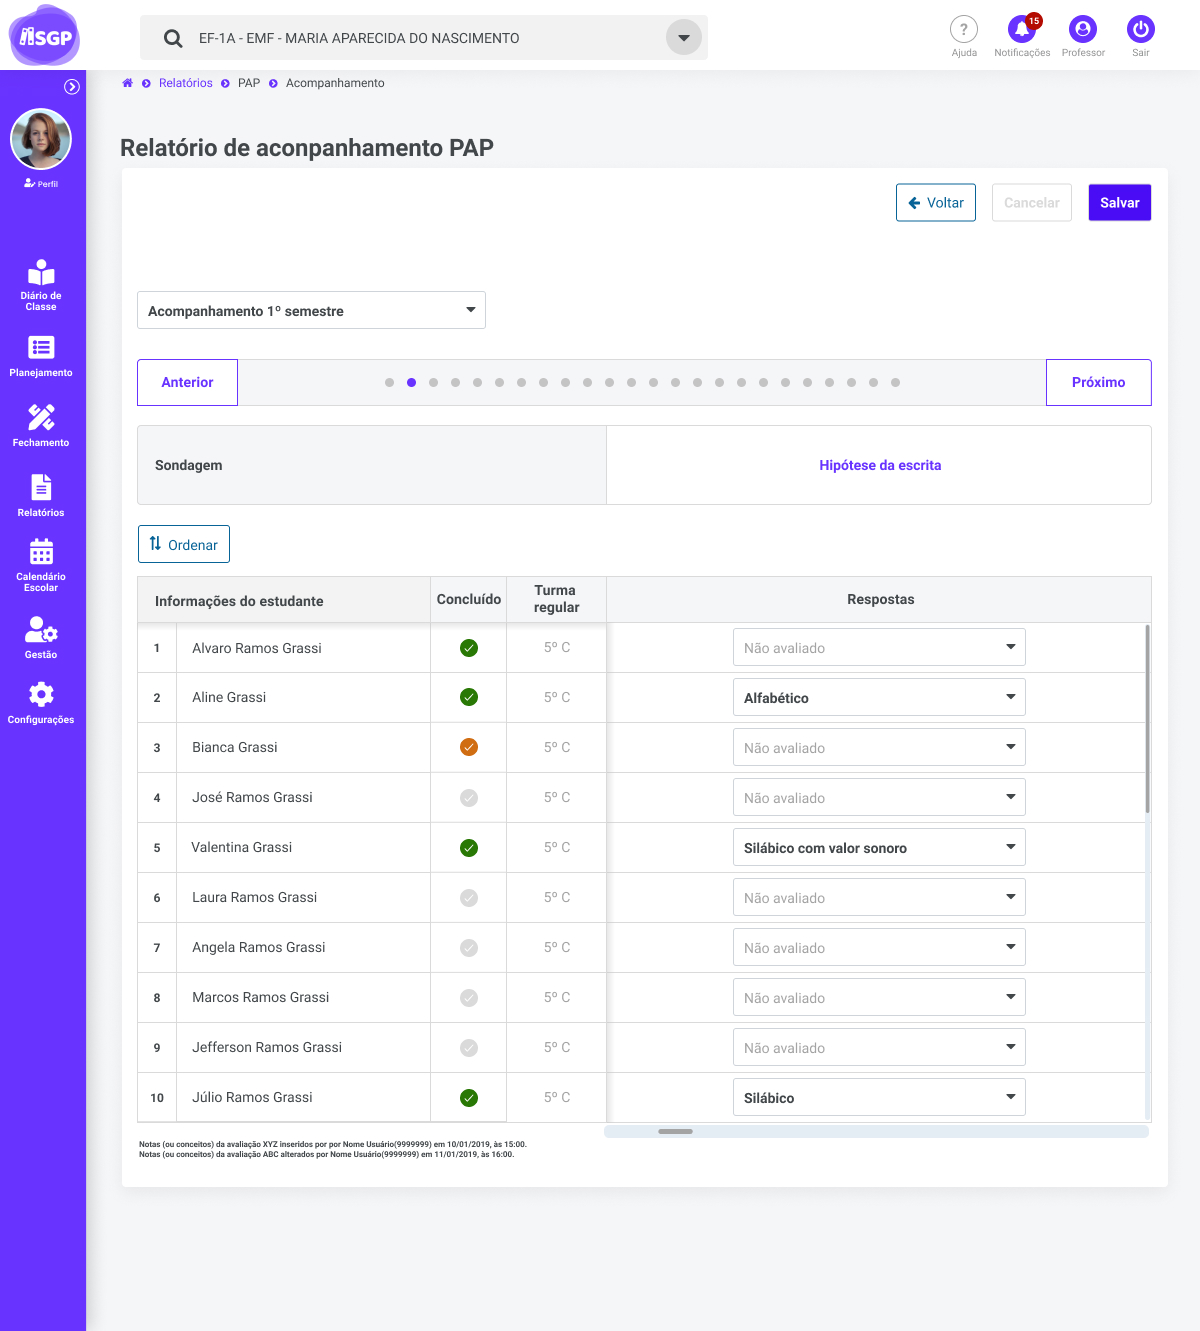 SGP
EF-1A - EMF - MARIA APARECIDA DO NASCIMENTO
?
15
Ajuda
Notificações
Professor
Sair
Relatórios
PAP
Acompanhamento
Perfil
Diário de
Classe
Planejamento
Fechamento
Relatórios
Calendário
Escolar
Gestão
Configurações
Relatório de aconpanhamento PAP
Voltar
Cancelar
Salvar
Acompanhamento 1º semestre
Anterior
Próximo
Sondagem
Hipótese da escrita
Ordenar
Informações do estudante
Concluído
Turma
regular
Respostas
1 Alvaro Ramos Grassi 5º C Não avaliado
2 Aline Grassi 5º C Alfabético
3 Bianca Grassi 5º C Não avaliado
4 José Ramos Grassi 5º C Não avaliado
5 Valentina Grassi 5º C Silábico com valor sonoro
6 Laura Ramos Grassi 5º C Não avaliado
7 Angela Ramos Grassi 5º C Não avaliado
8 Marcos Ramos Grassi 5º C Não avaliado
9 Jefferson Ramos Grassi 5º C Não avaliado
10 Júlio Ramos Grassi 5º C Silábico
Notas (ou conceitos) da avaliação XYZ inseridos por por Nome Usuário(9999999) em 10/01/2019, às 15:00.
Notas (ou conceitos) da avaliação ABC alterados por Nome Usuário(9999999) em 11/01/2019, às 16:00.